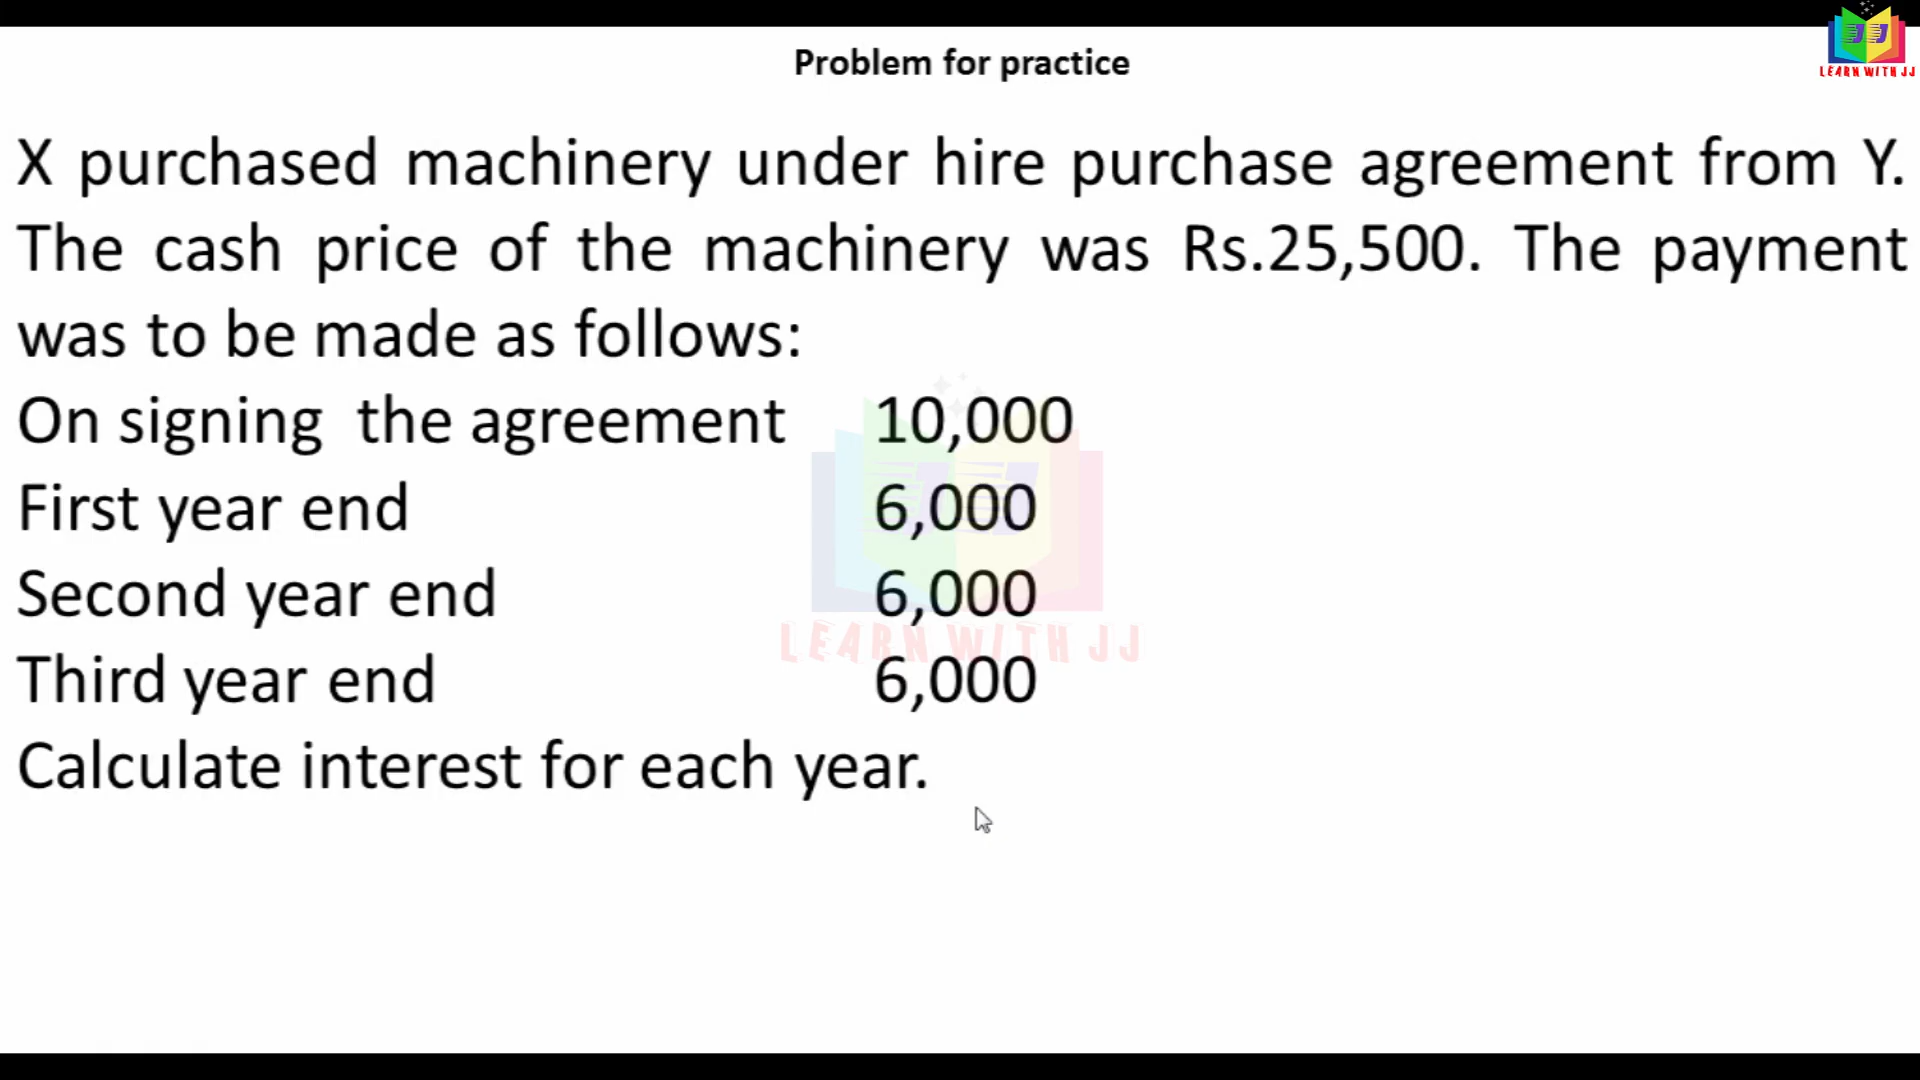 Problem for practice
LEARN WITH JJ
X purchased machinery under hire purchase agreement from Y.
The cash price of the machinery was Rs.25,500. The payment
was to be made as follows:
On signing the agreement 10,000
First year end 6,000
Second year end 6,000
LEARN WITH JJ
Third year end 6,000
Calculate interest for each year.